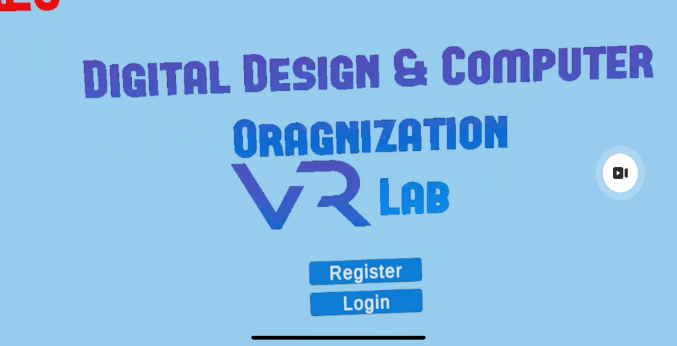 Digital Design & Computer
Oragnization
VR Lab
Register
Login